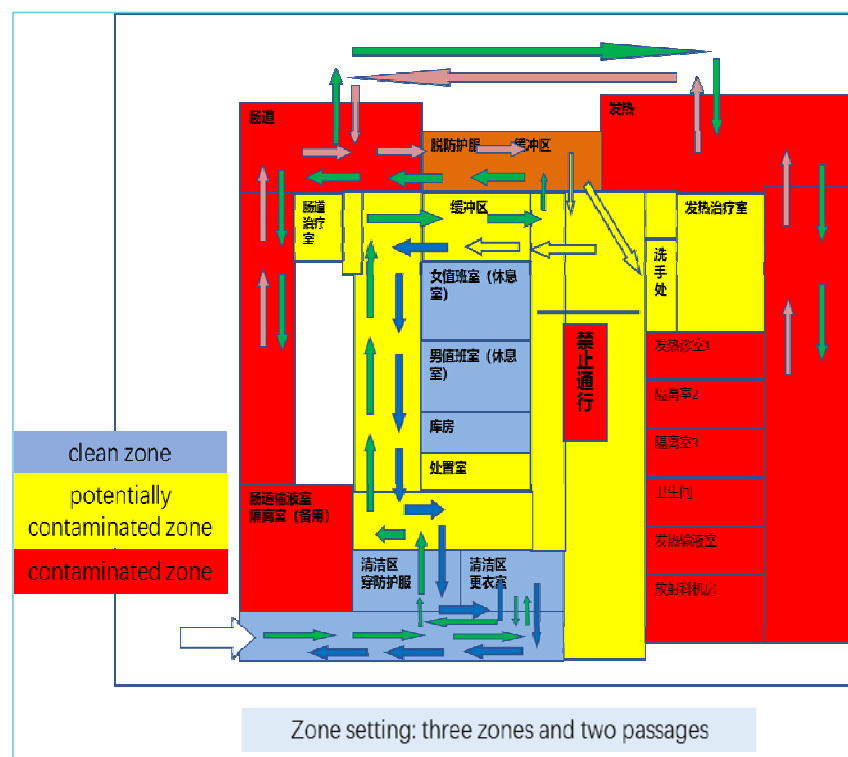 肠道
发热
脱防护服
缓冲区
肠道
治疗
室
缓冲区
发热治疗室
洗
手
处
女值班室（休息
室）
男值班室（休息
室）
库房
处置室
禁
止
通
行
发热诊室1
隔离室2
隔离室3
卫生间
发热输液室
放射科机房
clean zone
potentially
contaminated zone
contaminated zone
肠道输液室
隔离室（备用）
清洁区
穿防护服
清洁区
更衣室
Zone setting: three zones and two passages